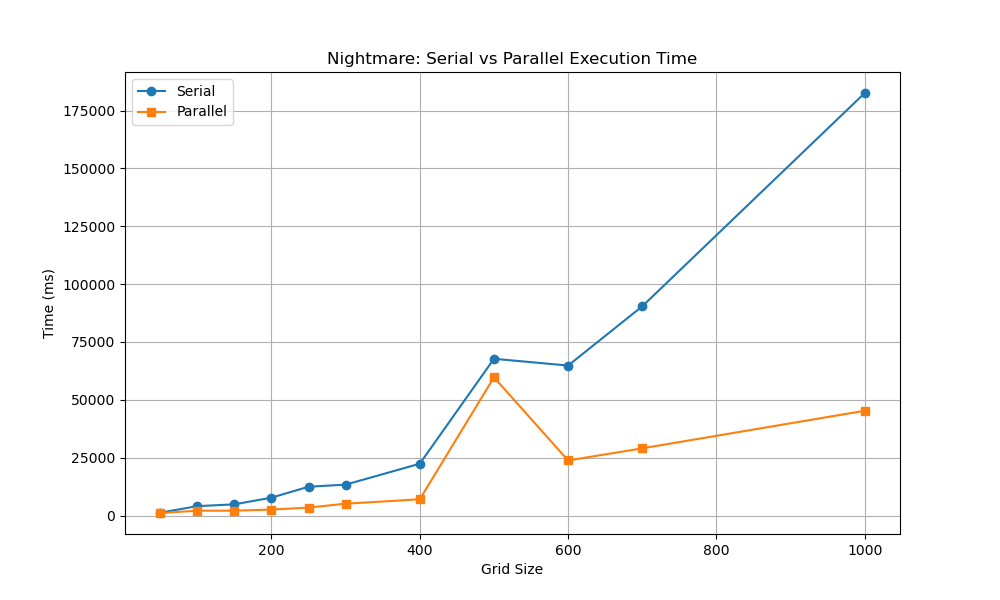 Nightmare: Serial vs Parallel Execution Time
Serial
Parallel
175000
150000
125000
100000
75000
50000
25000
0
Time (ms)
200 400 600 800 1000
Grid Size